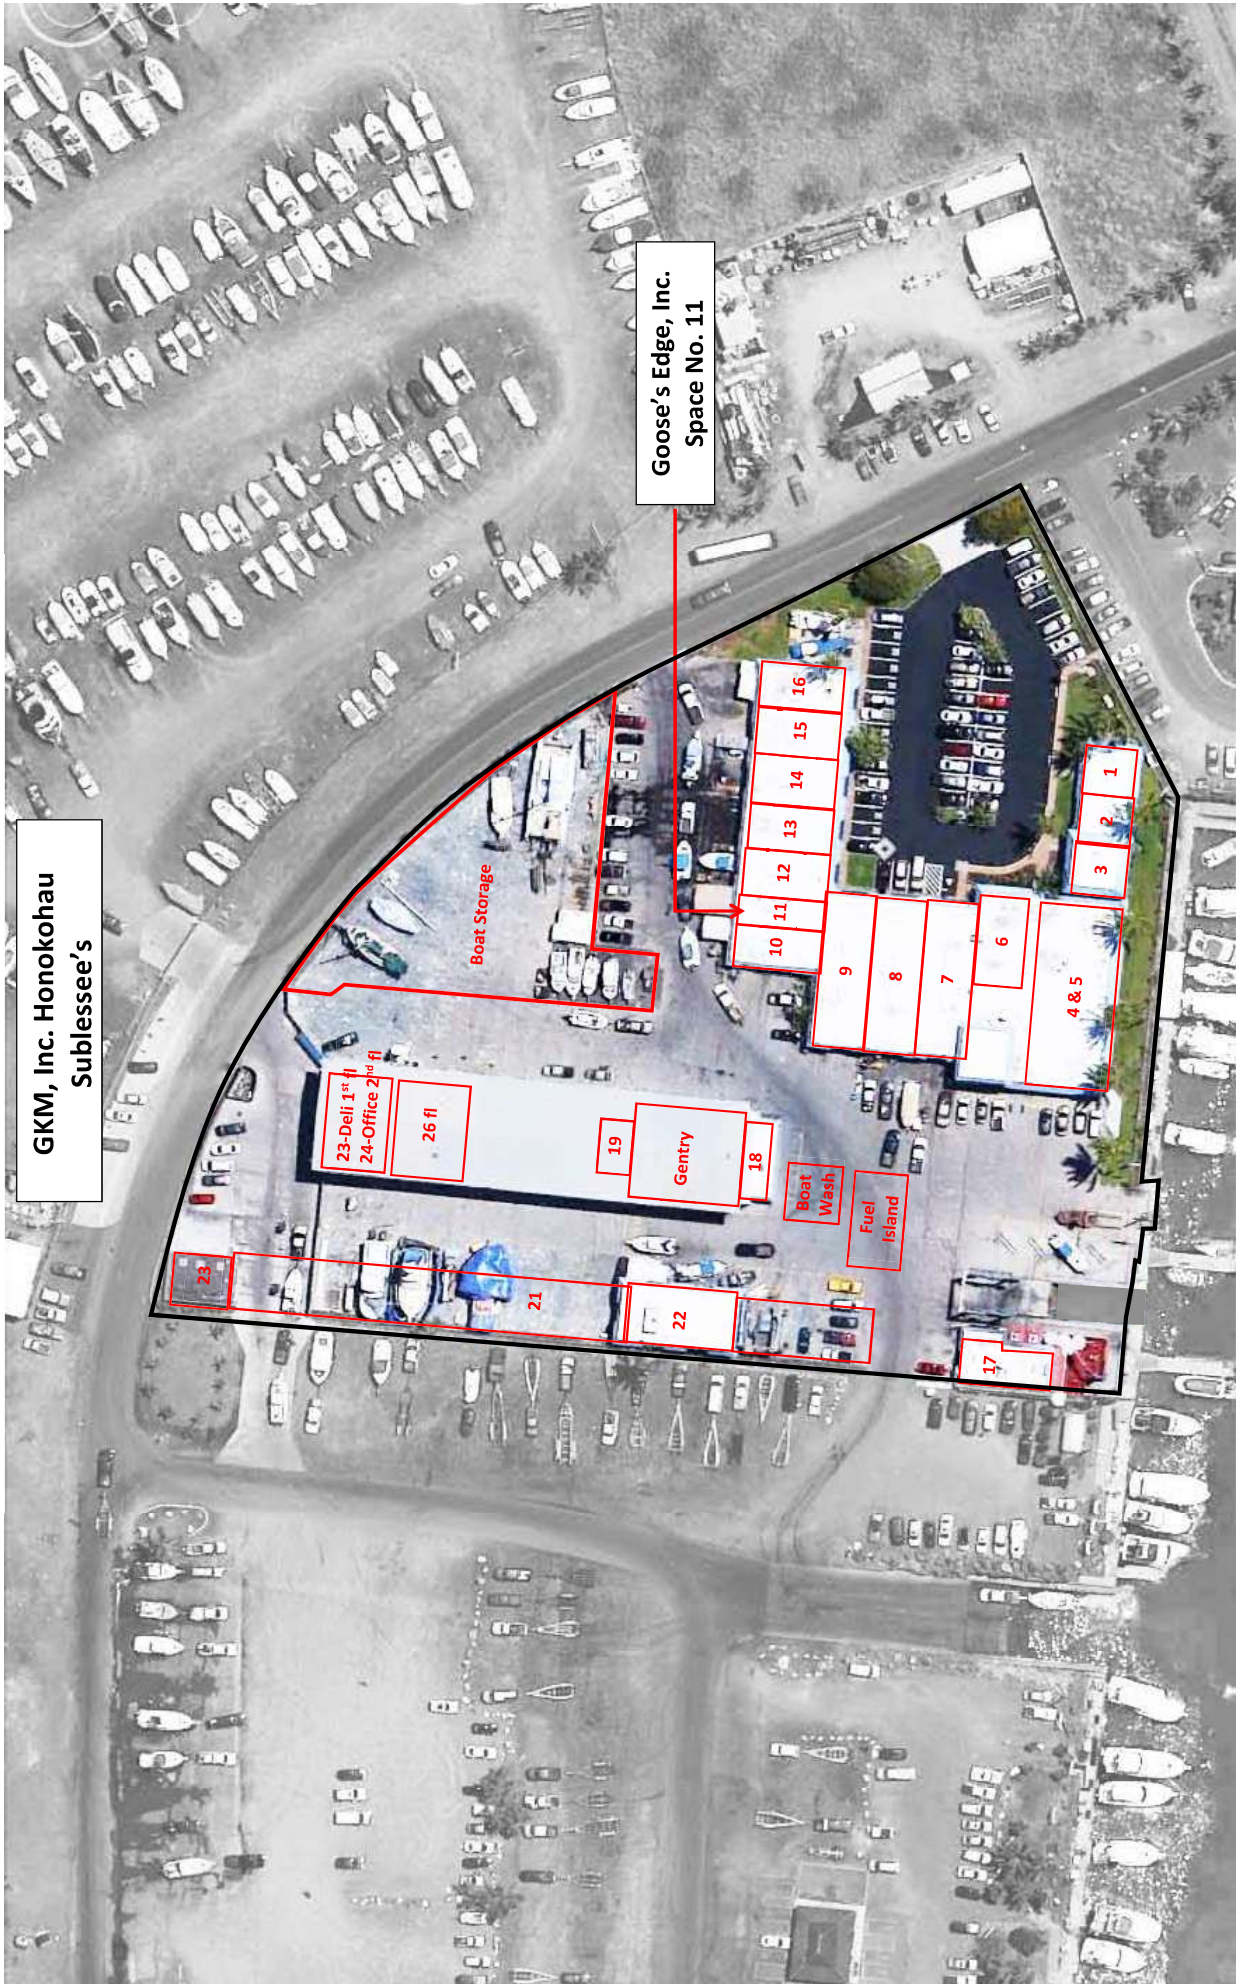 GKM, Inc. Honokohau
Sublessee's
Goose's Edge, Inc.
Space No. 11
Boat Storage
23-Deli 1st fl
24-Office 2nd fl
26 fl
19
Gentry
18
Boat
Wash
Fuel
Island
23
21
22
17
16
15
14
13
12
11
10
9
8
7
6
4 & 5
3
2
1